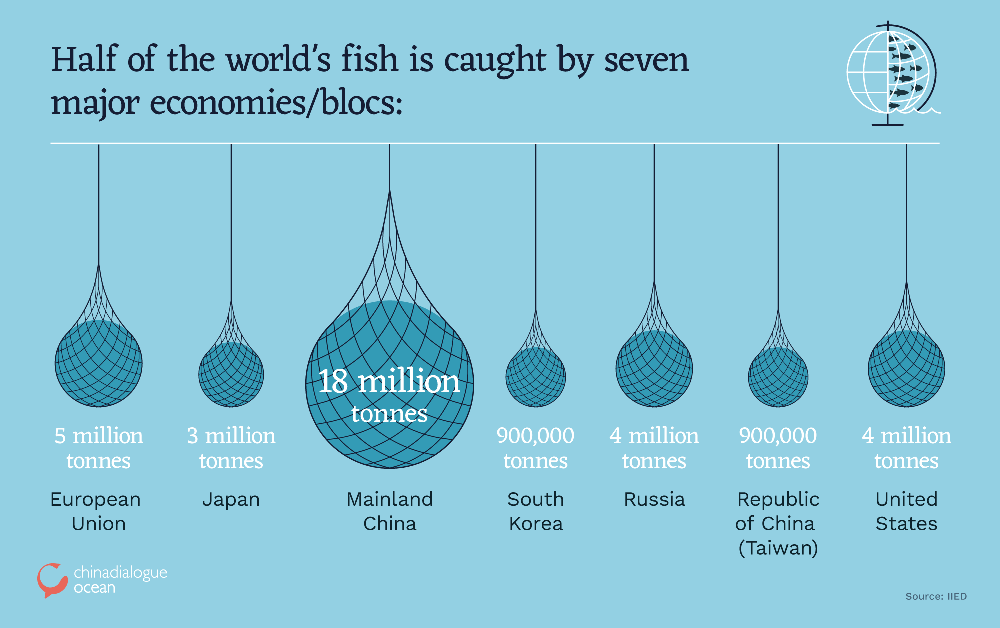 Half of the world's fish is caught by seven
major economies/blocs:
5 million
tonnes
European
Union
3 million
tonnes
Japan
18 million
tonnes
Mainland
China
900,000
tonnes
South
Korea
4 million
tonnes
Russia
900,000
tonnes
Republic
of China
(Taiwan)
4 million
tonnes
United
States
chinadialogue
ocean
Source: IIED